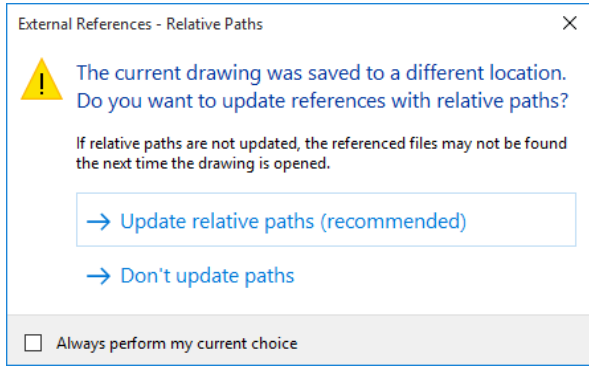 External References - Relative Paths
The current drawing was saved to a different location.
Do you want to update references with relative paths?
If relative paths are not updated, the referenced files may not be found
the next time the drawing is opened.
Update relative paths (recommended)
Don't update paths
Always perform my current choice